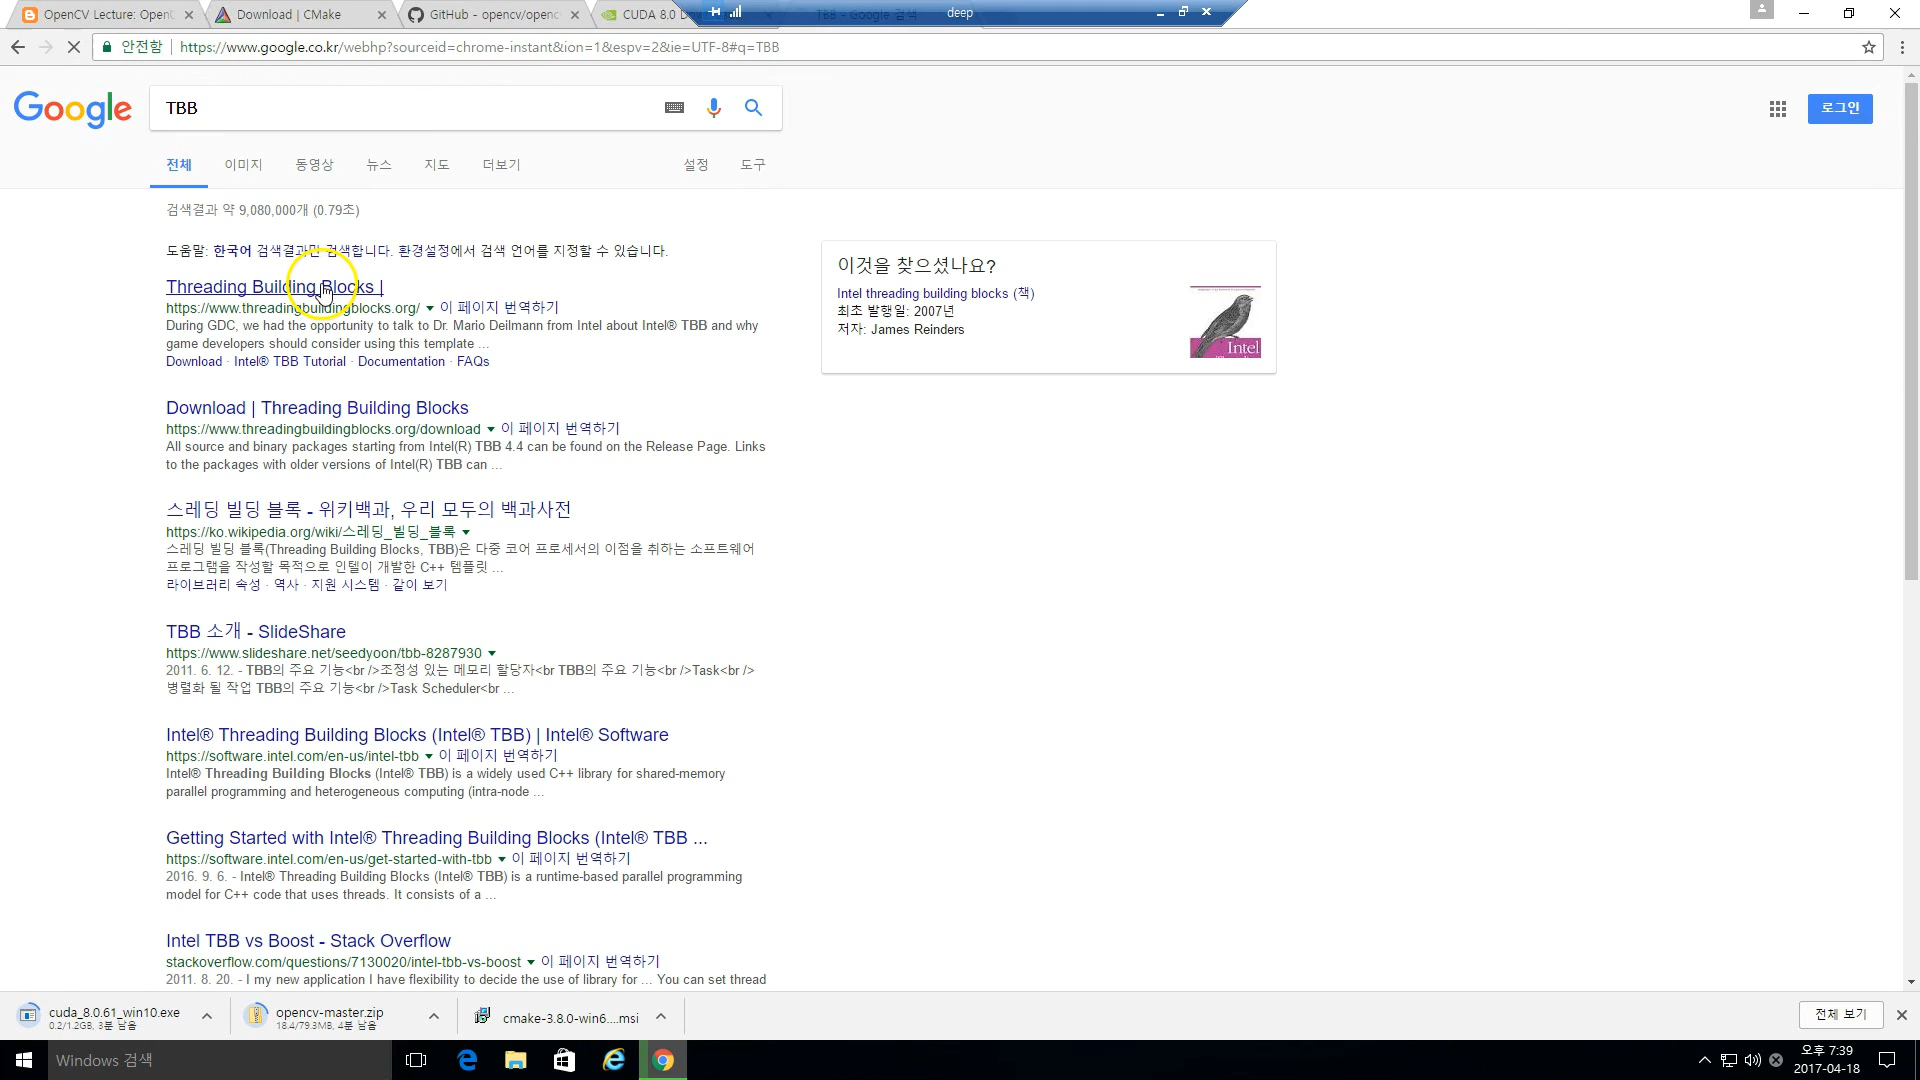 OpenCV Lecture: Open
Download | CMake
GitHub - opencv/openc
CUDA 8.0 Do
deep
TBB - Google 검색
안전함
https://www.google.co.kr/webhp?sourceid=chrome-instant&ion=1&espv=2&ie=UTF-8#q=TBB
Google
TBB
로그인
전체 이미지 동영상 뉴스 지도 더보기 설정 도구
검색결과 약 9,080,000개 (0.79초)
도움말: 한국어 검색결과만 검색합니다. 환경설정에서 검색 언어를 지정할 수 있습니다.
Threading Building Blocks |
https://www.threadingbuildingblocks.org/ 이 페이지 번역하기
During GDC, we had the opportunity to talk to Dr. Mario Deilmann from Intel about Intel® TBB and why
game developers should consider using this template ...
Download · Intel® TBB Tutorial · Documentation · FAQs
Download | Threading Building Blocks
https://www.threadingbuildingblocks.org/download 이 페이지 번역하기
All source and binary packages starting from Intel(R) TBB 4.4 can be found on the Release Page. Links
to the packages with older versions of Intel(R) TBB can ...
스레딩 빌딩 블록 - 위키백과, 우리 모두의 백과사전
https://ko.wikipedia.org/wiki/스레딩_빌딩_블록
스레딩 빌딩 블록(Threading Building Blocks, TBB)은 다중 코어 프로세서의 이점을 취하는 소프트웨어
프로그램을 작성할 목적으로 인텔이 개발한 C++ 템플릿 ...
라이브러리 속성 · 역사 · 지원 시스템 · 같이 보기
TBB 소개 - SlideShare
https://www.slideshare.net/seedyoon/tbb-8287930
2011. 6. 12. - TBB의 주요 기능<br />조정성 있는 메모리 할당자<br TBB의 주요 기능<br />Task<br />
병렬화 될 작업 TBB의 주요 기능<br />Task Scheduler<br ...
Intel® Threading Building Blocks (Intel® TBB) | Intel® Software
https://software.intel.com/en-us/intel-tbb 이 페이지 번역하기
Intel® Threading Building Blocks (Intel® TBB) is a widely used C++ library for shared-memory
parallel programming and heterogeneous computing (intra-node ...
Getting Started with Intel® Threading Building Blocks (Intel® TBB ...
https://software.intel.com/en-us/get-started-with-tbb 이 페이지 번역하기
2016. 9. 6. - Intel® Threading Building Blocks (Intel® TBB) is a runtime-based parallel programming
model for C++ code that uses threads. It consists of a ...
Intel TBB vs Boost - Stack Overflow
stackoverflow.com/questions/7130020/intel-tbb-vs-boost 이 페이지 번역하기
2011. 8. 20. - I my new application I have flexibility to decide the use of library for ... You can set thread
이것을 찾으셨나요?
Intel threading building blocks (책)
최초 발행일: 2007년
저자: James Reinders
Intel
cuda_8.0.61_win10.exe
0.2/1.2GB, 3분 남음
opencv-master.zip
18.4/79.3MB, 4분 남음
cmake-3.8.0-win6....msi
전체 보기
Windows 검색
오후 7:39
2017-04-18